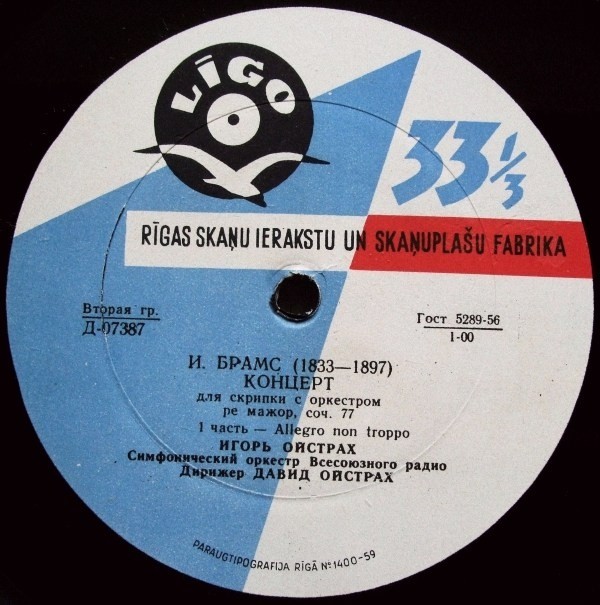 LĪGO
33 1/3
RĪGAS SKAŅU IERAKSTU UN SKAŅUPLAŠU FABRIKA
Вторая гр.
Д-07387
Гост 5289-56
1-00
И. БРАМС (1833—1897)
КОНЦЕРТ
для скрипки с оркестром
ре мажор, соч. 77
1 часть — Allegro non troppo
ИГОРЬ ОЙСТРАХ
Симфонический оркестр Всесоюзного радио
Дирижер ДАВИД ОЙСТРАХ
PARAUGTIPOGRAFIJA RĪGĀ № 1400-59